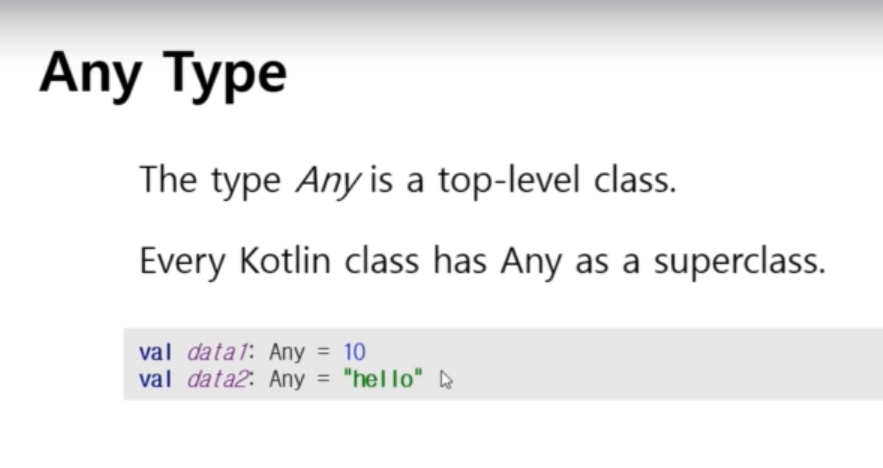 Any Type
The type Any is a top-level class.
Every Kotlin class has Any as a superclass.
val data1: Any = 10
val data2: Any = "hello"